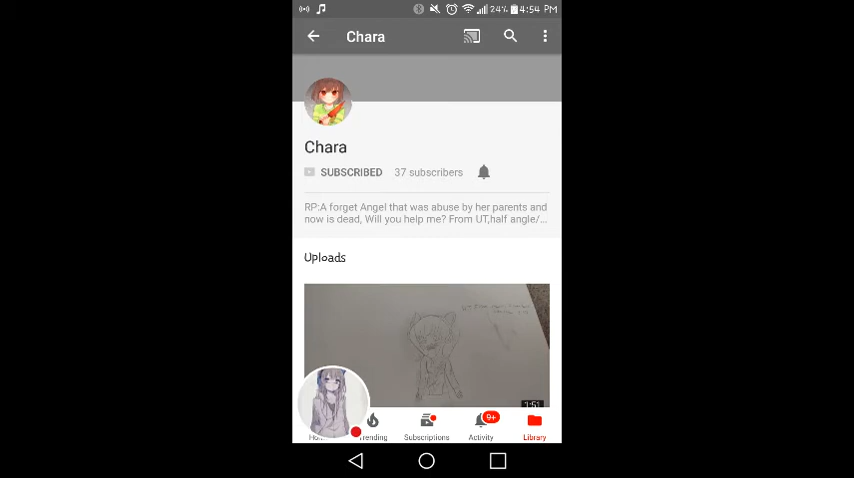 24% 4:54 PM
Chara
Chara
SUBSCRIBED 37 subscribers
RP:A forget Angel that was abuse by her parents and
now is dead, Will you help me? From UT,half angle/...
Uploads
1:51
9+
Trending Subscriptions Activity Library